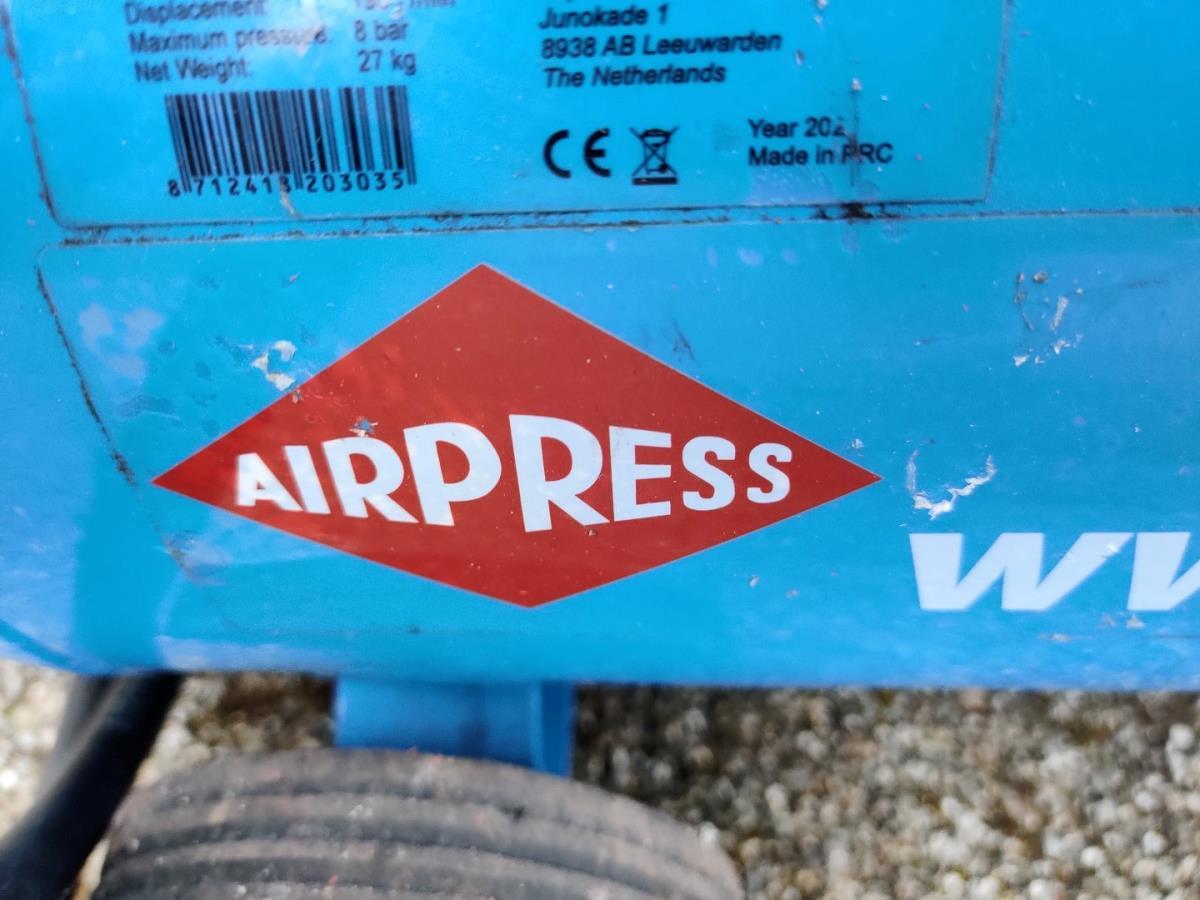 Displacement
Maximum pressure: 8 bar
Net Weight: 27 kg
8 712413 203035
Junokade 1
8938 AB Leeuwarden
The Netherlands
CE
Year
Made in PRC
AIRPRESS